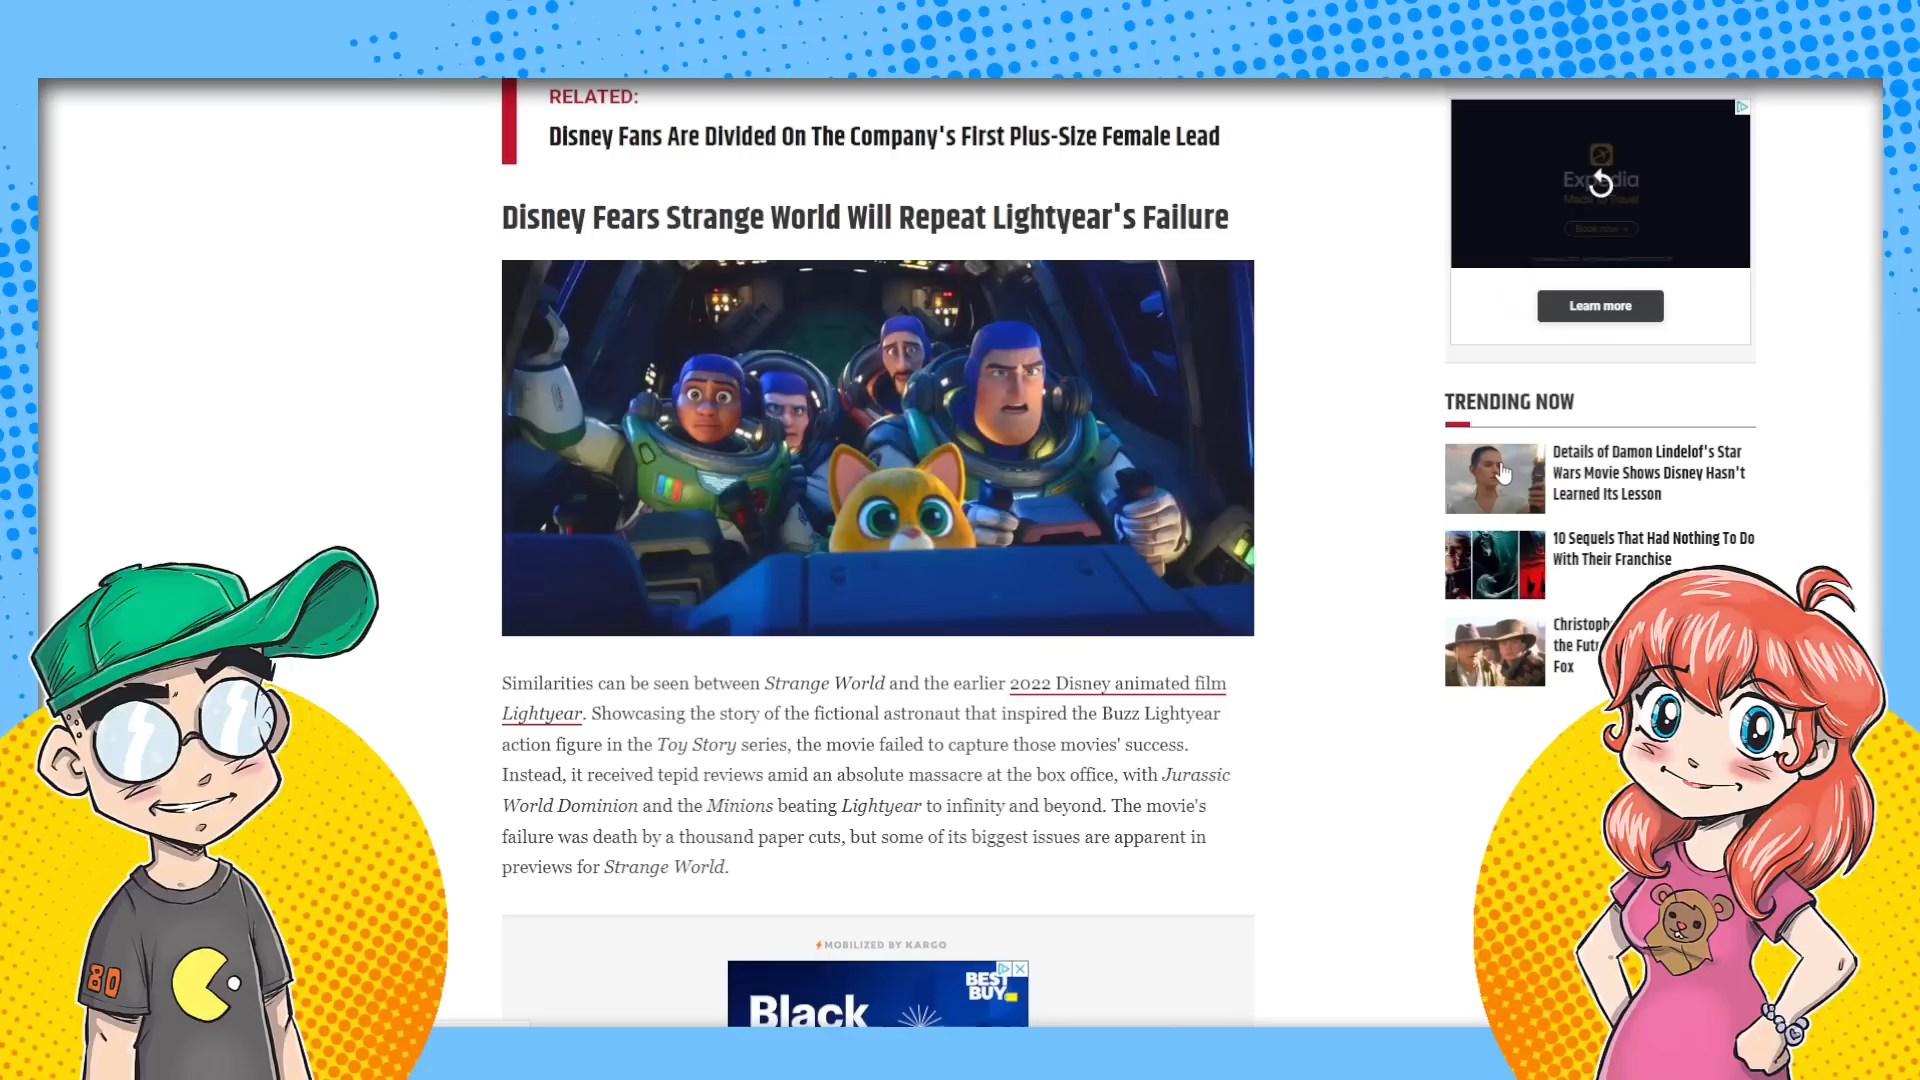 RELATED:
Disney Fans Are Divided On The Company's First Plus-Size Female Lead
Disney Fears Strange World Will Repeat Lightyear's Failure
Similarities can be seen between Strange World and the earlier 2022 Disney animated film
Lightyear. Showcasing the story of the fictional astronaut that inspired the Buzz Lightyear
action figure in the Toy Story series, the movie failed to capture those movies' success.
Instead, it received tepid reviews amid an absolute massacre at the box office, with Jurassic
World Dominion and the Minions beating Lightyear to infinity and beyond. The movie's
failure was death by a thousand paper cuts, but some of its biggest issues are apparent in
previews for Strange World.
MOBILIZED BY KARGO
BEST
BUY
Black
Expedia
Made to Travel
Book now
Learn more
TRENDING NOW
Details of Damon Lindelof's Star
Wars Movie Shows Disney Hasn't
Learned Its Lesson
10 Sequels That Had Nothing To Do
With Their Franchise
the
Fox
80